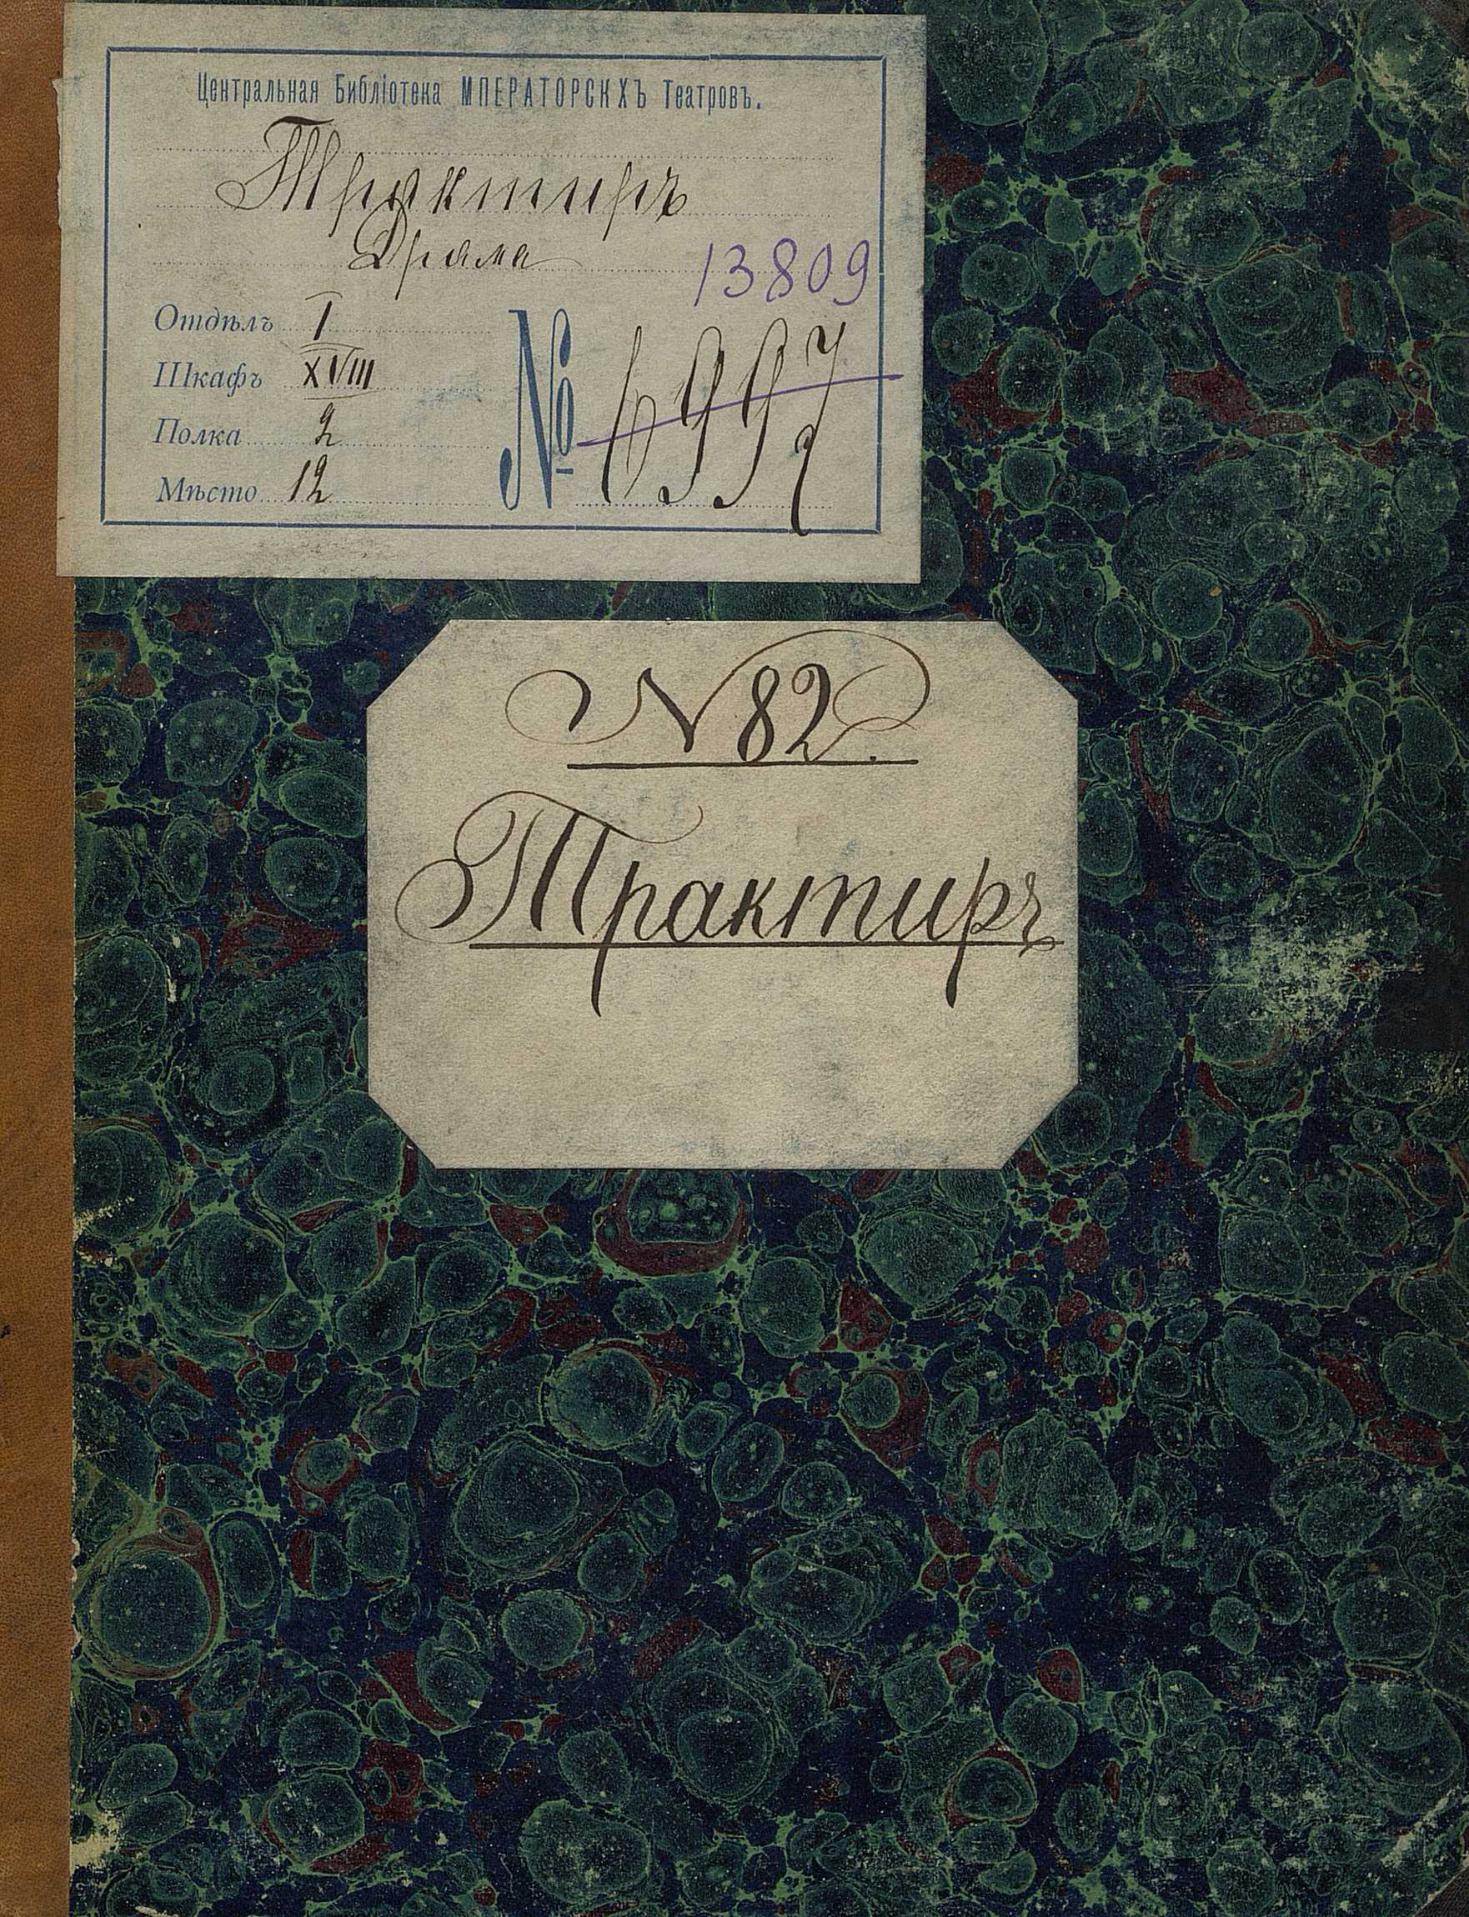 Центральная Библіотека МПЕРАТОРСКХЪ Театровъ.
Трактиръ
Драма
13809
Отдѣлъ I
Шкафъ XVIII
Полка 2
Мѣсто 12
№ 6997
N 82.
Трактиръ